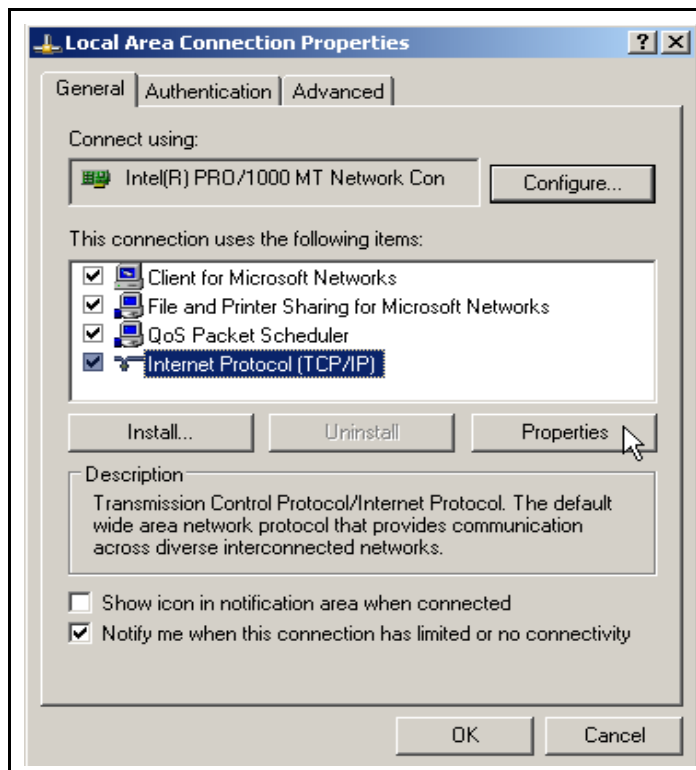 Local Area Connection Properties
General
Authentication
Advanced
Connect using:
Intel(R) PRO/1000 MT Network Con
Configure...
This connection uses the following items:
Client for Microsoft Networks
File and Printer Sharing for Microsoft Networks
QoS Packet Scheduler
Internet Protocol (TCP/IP)
Install...
Uninstall
Properties
Description
Transmission Control Protocol/Internet Protocol. The default
wide area network protocol that provides communication
across diverse interconnected networks.
Show icon in notification area when connected
Notify me when this connection has limited or no connectivity
OK
Cancel